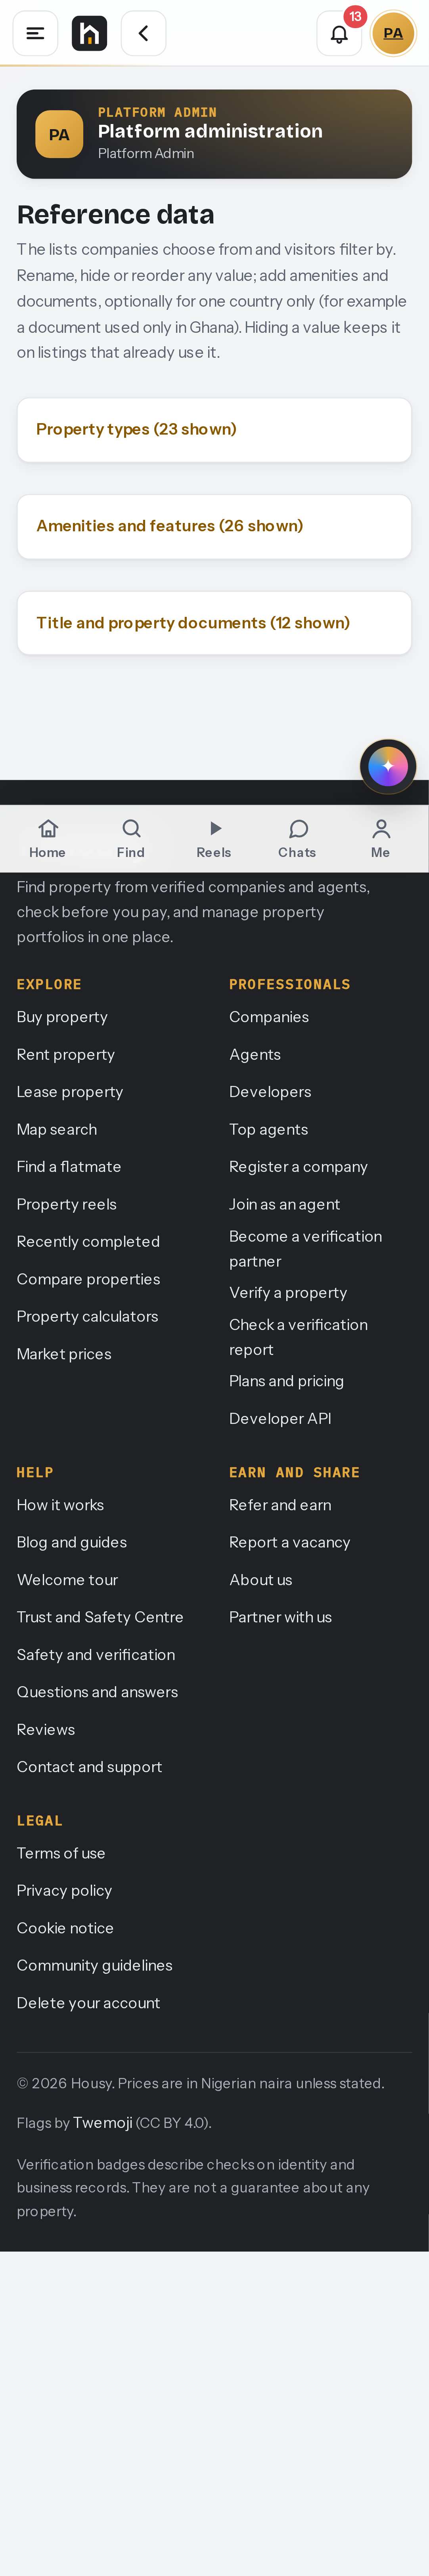 13
PA
PA
PLATFORM ADMIN
Platform administration
Platform Admin
Reference data
The lists companies choose from and visitors filter by.
Rename, hide or reorder any value; add amenities and
documents, optionally for one country only (for example
a document used only in Ghana). Hiding a value keeps it
on listings that already use it.
Property types (23 shown)
Amenities and features (26 shown)
Title and property documents (12 shown)
Home
Find
Reels
Chats
Me
Find property from verified companies and agents,
check before you pay, and manage property
portfolios in one place.
EXPLORE
Buy property
Rent property
Lease property
Map search
Find a flatmate
Property reels
Recently completed
Compare properties
Property calculators
Market prices
PROFESSIONALS
Companies
Agents
Developers
Top agents
Register a company
Join as an agent
Become a verification
partner
Verify a property
Check a verification
report
Plans and pricing
Developer API
HELP
How it works
Blog and guides
Welcome tour
Trust and Safety Centre
Safety and verification
Questions and answers
Reviews
Contact and support
EARN AND SHARE
Refer and earn
Report a vacancy
About us
Partner with us
LEGAL
Terms of use
Privacy policy
Cookie notice
Community guidelines
Delete your account
© 2026 Housy. Prices are in Nigerian naira unless stated.
Flags by Twemoji (CC BY 4.0).
Verification badges describe checks on identity and
business records. They are not a guarantee about any
property.